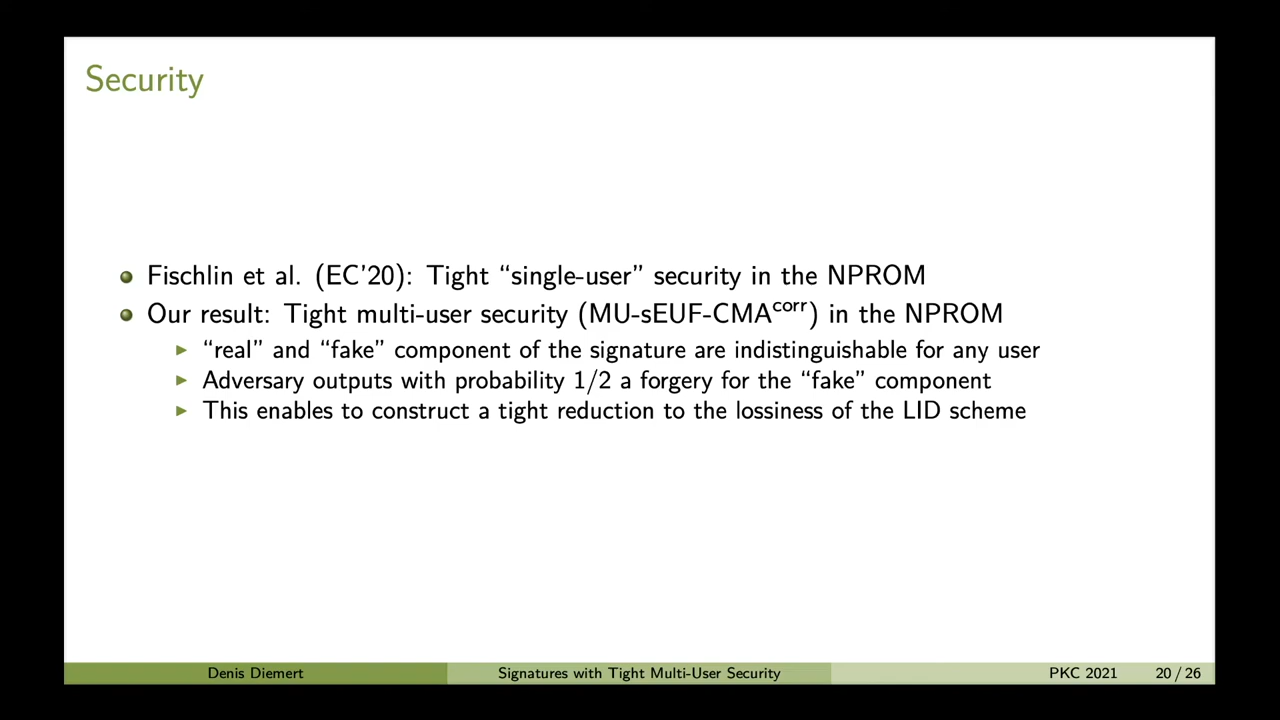 Security
Fischlin et al. (EC'20): Tight “single-user” security in the NPROM
Our result: Tight multi-user security (MU-sEUF-CMA^corr) in the NPROM
“real” and “fake” component of the signature are indistinguishable for any user
Adversary outputs with probability 1/2 a forgery for the “fake” component
This enables to construct a tight reduction to the lossiness of the LID scheme
Denis Diemert Signatures with Tight Multi-User Security PKC 2021 20 / 26